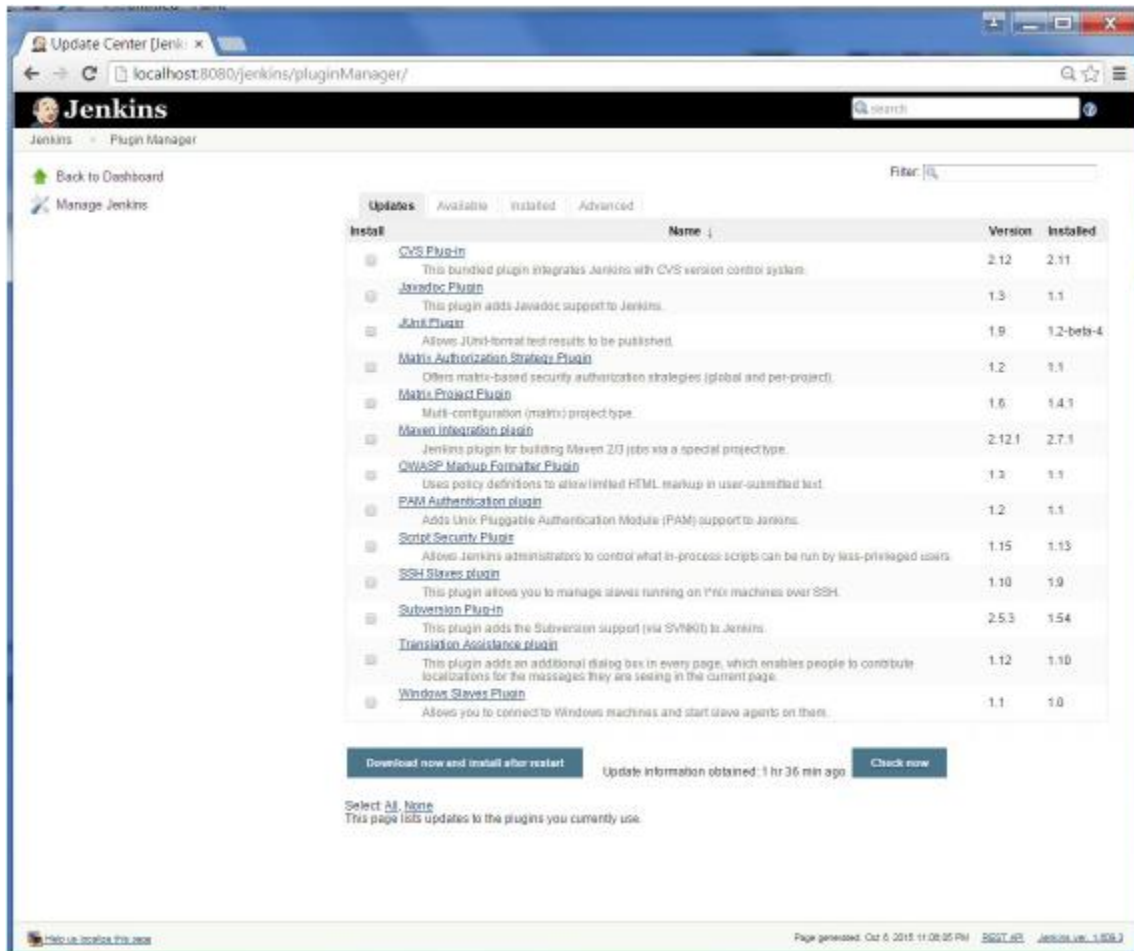 Update Center [Jenki
localhost:8080/jenkins/pluginManager/
Jenkins
search
Jenkins Plugin Manager
Back to Dashboard
Manage Jenkins
Filter:
Updates Available Installed Advanced
Install Name ↓ Version Installed
CVS Plug-in
This bundled plugin integrates Jenkins with CVS version control system.
2.12 2.11
Javadoc Plugin
This plugin adds Javadoc support to Jenkins.
1.3 1.1
JUnit Plugin
Allows JUnit-format test results to be published.
1.9 1.2-beta-4
Matrix Authorization Strategy Plugin
Offers matrix-based security authorization strategies (global and per-project).
1.2 1.1
Matrix Project Plugin
Multi-configuration (matrix) project type.
1.6 1.4.1
Maven Integration plugin
Jenkins plugin for building Maven 2/3 jobs via a special project type.
2.12.1 2.7.1
OWASP Markup Formatter Plugin
Uses policy definitions to allow limited HTML markup in user-submitted text.
1.3 1.1
PAM Authentication plugin
Adds Unix Pluggable Authentication Module (PAM) support to Jenkins.
1.2 1.1
Script Security Plugin
Allows Jenkins administrators to control what in-process scripts can be run by less-privileged users.
1.15 1.13
SSH Slaves plugin
This plugin allows you to manage slaves running on *nix machines over SSH.
1.10 1.9
Subversion Plug-in
This plugin adds the Subversion support (via SVNKit) to Jenkins.
2.5.3 1.54
Translation Assistance plugin
This plugin adds an additional dialog box in every page, which enables people to contribute
localizations for the messages they are seeing in the current page.
1.12 1.10
Windows Slaves Plugin
Allows you to connect to Windows machines and start slave agents on them.
1.1 1.0
Download now and install after restart
Update information obtained: 1 hr 36 min ago
Check now
Select: All, None
This page lists updates to the plugins you currently use.
Help us localize this page
Page generated: Oct 6, 2015 11:08:05 PM REST API Jenkins ver. 1.609.3